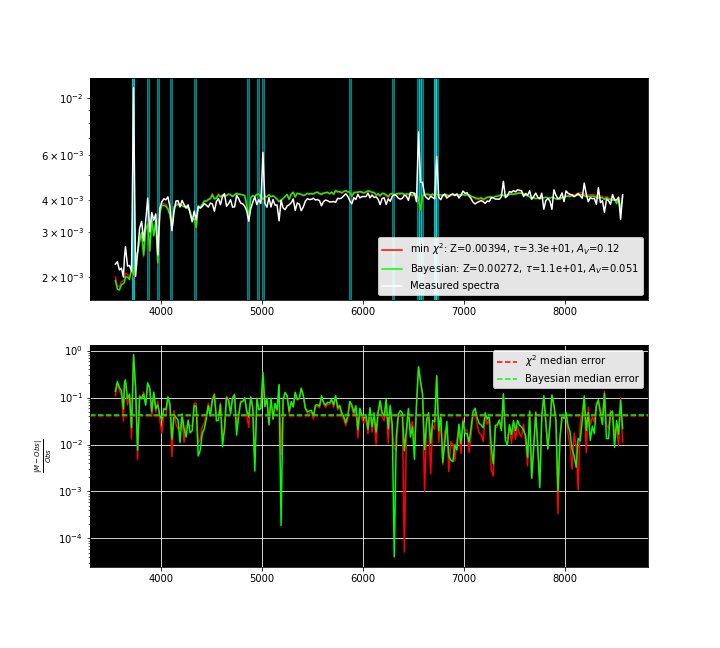 10⁻²
6 × 10⁻³
4 × 10⁻³
3 × 10⁻³
2 × 10⁻³
min χ²: Z=0.00394, τ=3.3e+01, A_V=0.12
Bayesian: Z=0.00272, τ=1.1e+01, A_V=0.051
Measured spectra
4000 5000 6000 7000 8000
10⁰
10⁻¹
10⁻²
10⁻³
10⁻⁴
|M − Obs|
Obs
χ² median error
Bayesian median error
4000 5000 6000 7000 8000